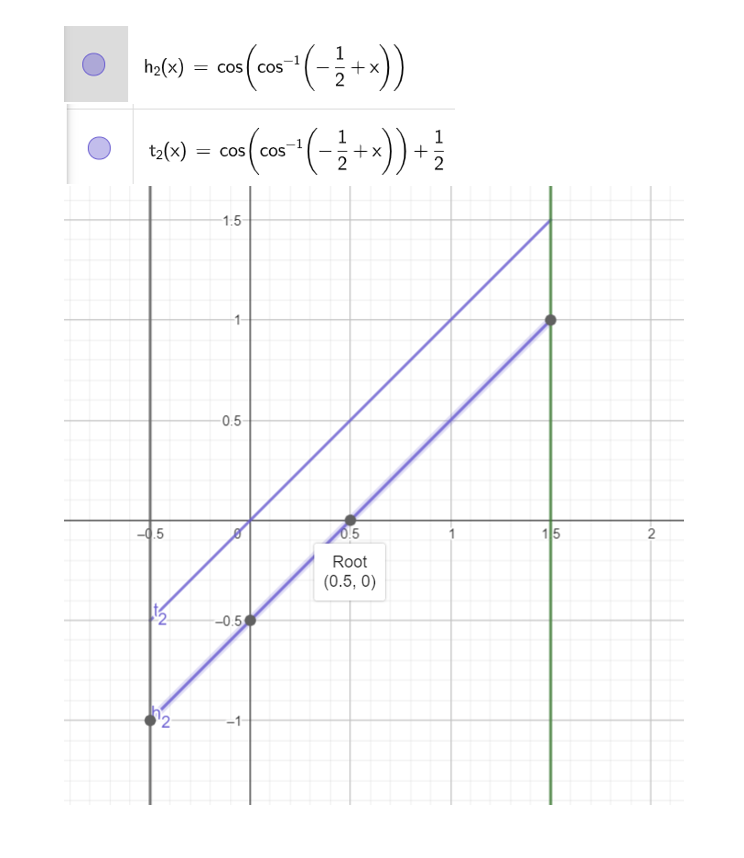 h₂(x) = cos(cos⁻¹(−1/2+x))
t₂(x) = cos(cos⁻¹(−1/2+x))+1/2
1.5
1
0.5
−0.5 0 0.5 1 1.5 2
Root
(0.5, 0)
t₂
−0.5
h₂
−1